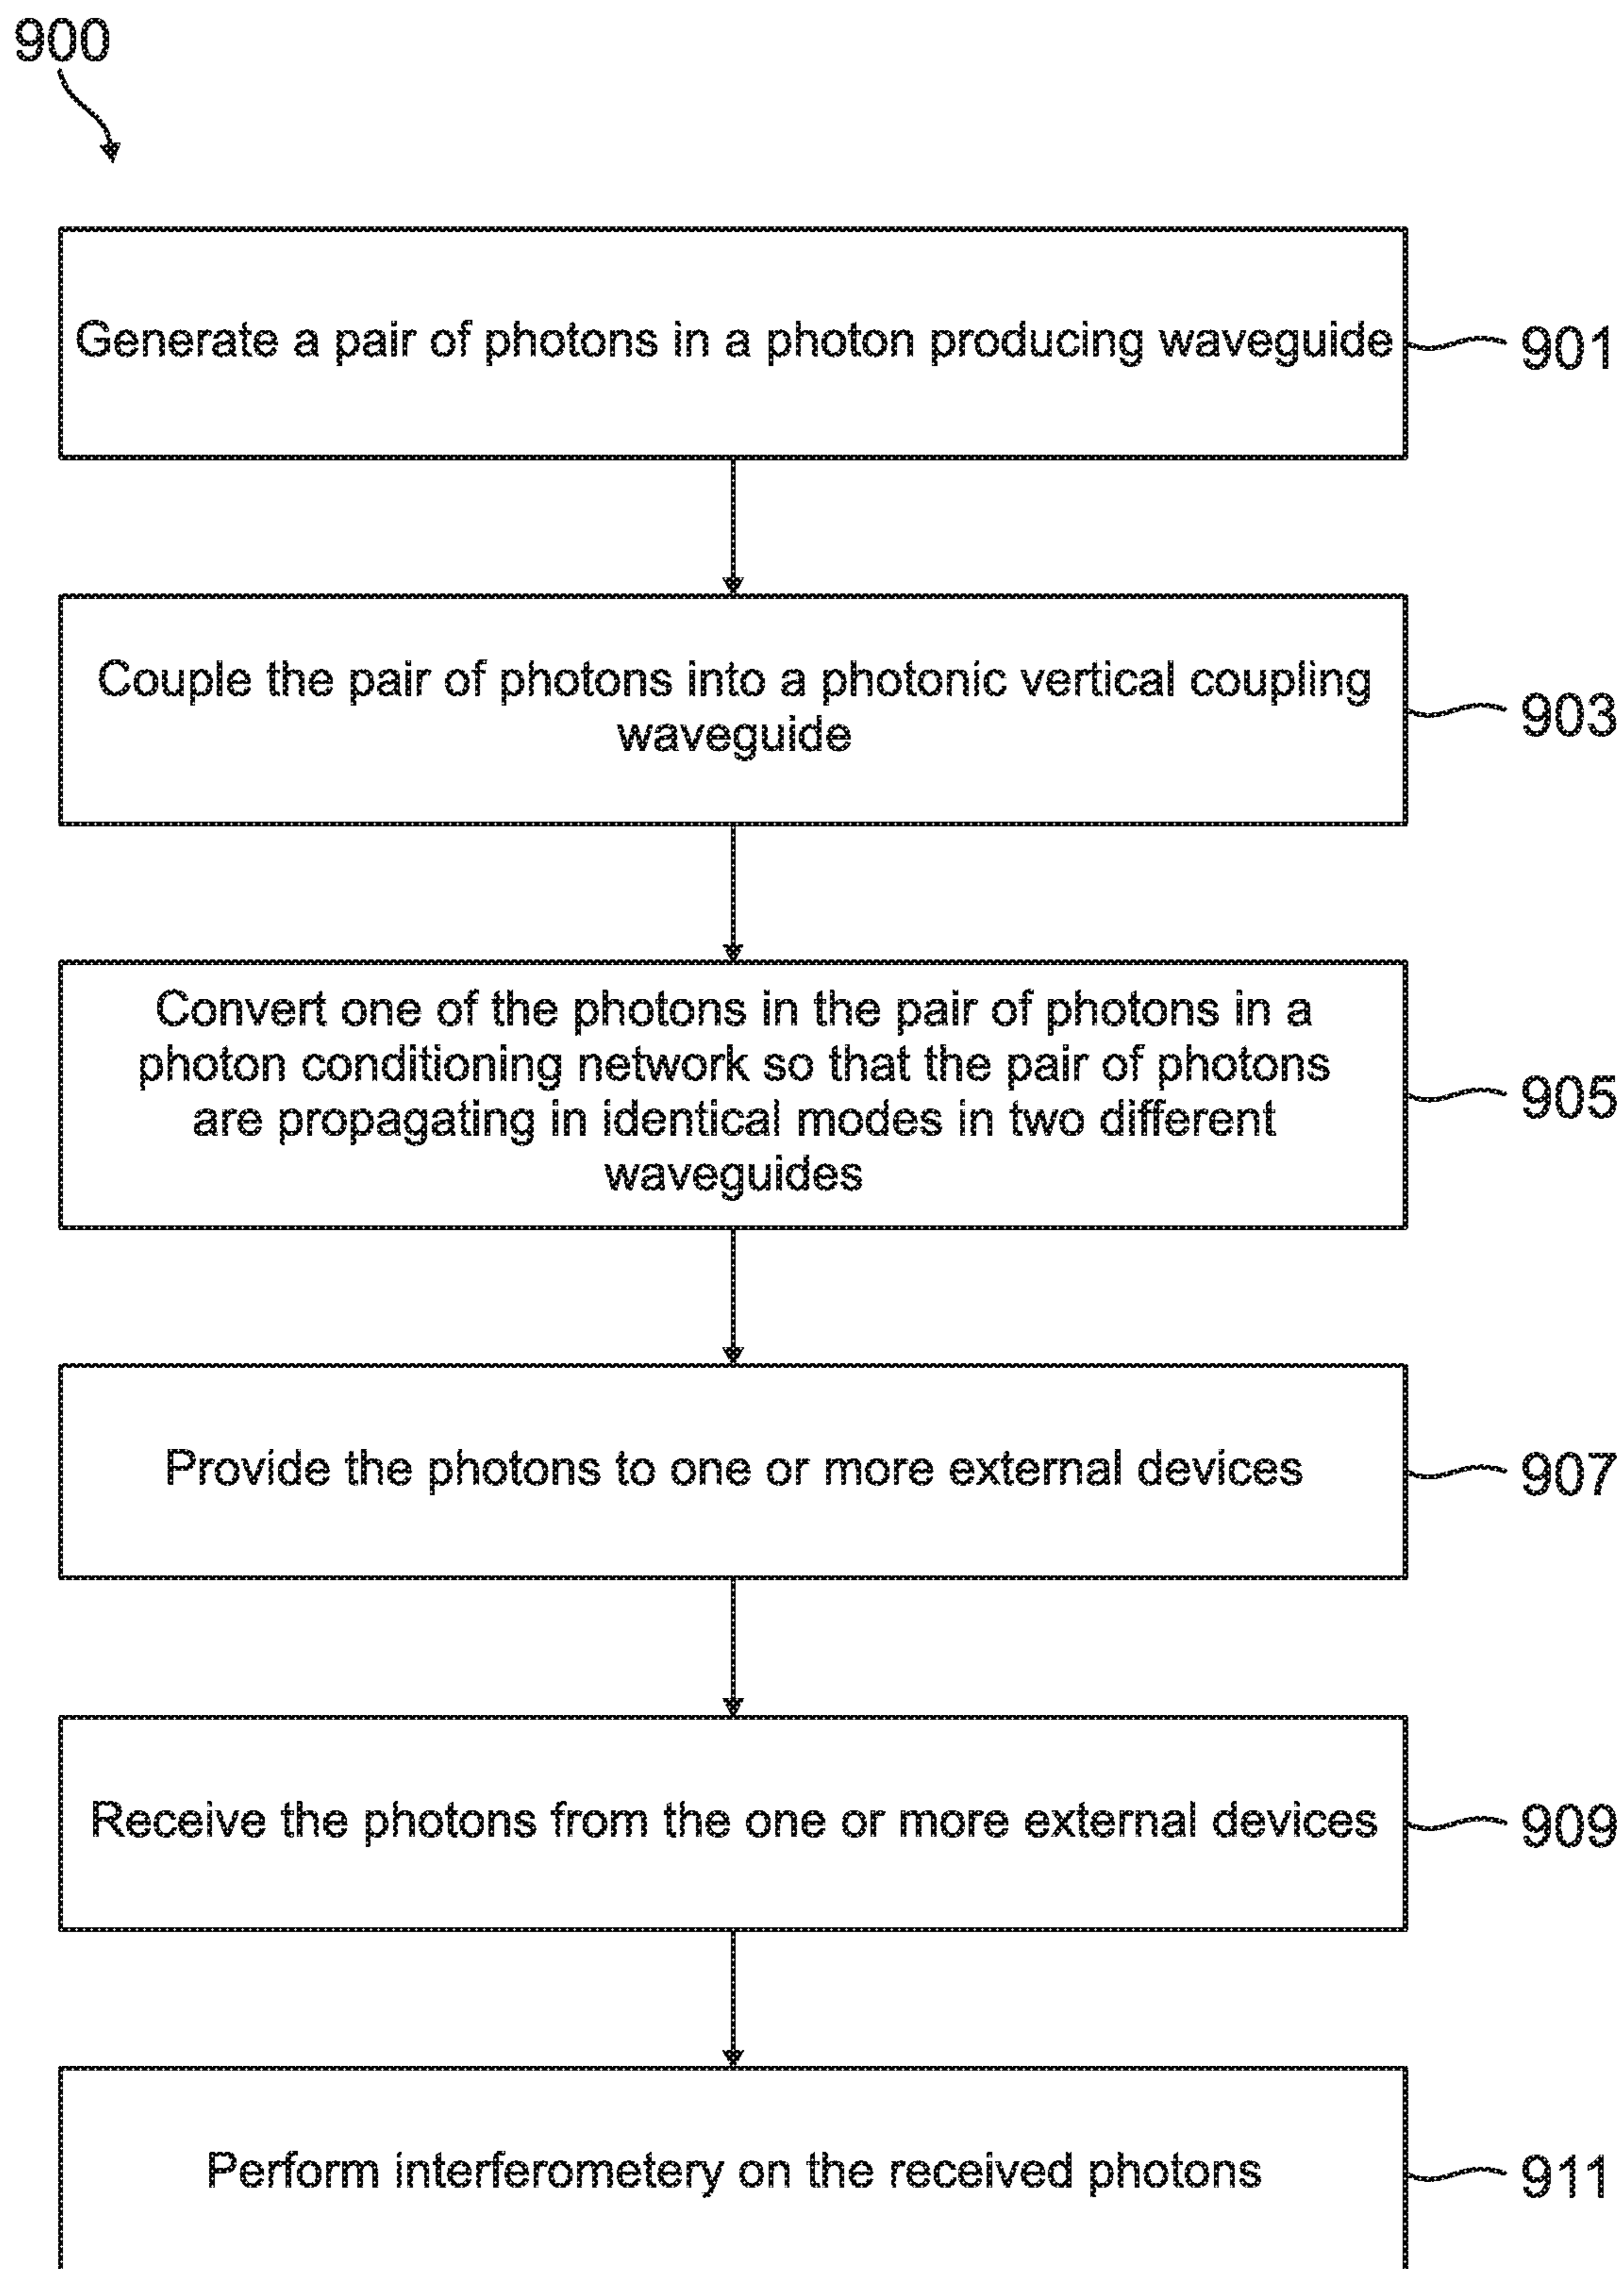 900
Generate a pair of photons in a photon producing waveguide
901
Couple the pair of photons into a photonic vertical coupling
waveguide
903
Convert one of the photons in the pair of photons in a
photon conditioning network so that the pair of photons
are propagating in identical modes in two different
waveguides
905
Provide the photons to one or more external devices
907
Receive the photons from the one or more external devices
909
Perform interferometery on the received photons
911